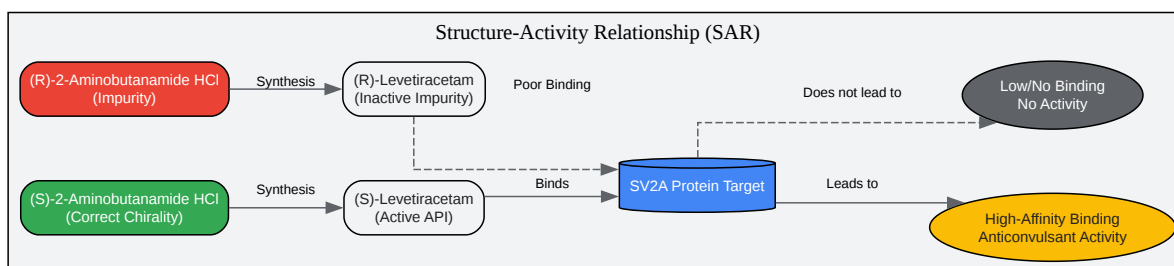 Structure-Activity Relationship (SAR)
(R)-2-Aminobutanamide HCl
(Impurity)
Synthesis
(R)-Levetiracetam
(Inactive Impurity)
Poor Binding
Does not lead to
Low/No Binding
No Activity
(S)-2-Aminobutanamide HCl
(Correct Chirality)
Synthesis
(S)-Levetiracetam
(Active API)
Binds
SV2A Protein Target
Leads to
High-Affinity Binding
Anticonvulsant Activity